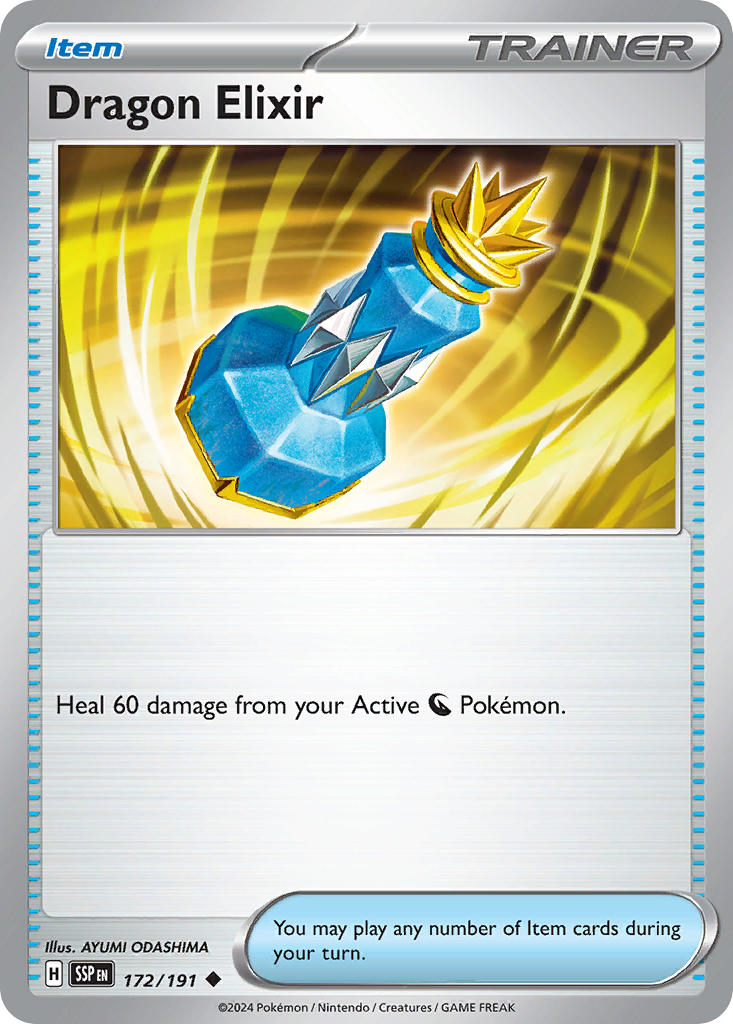 Item
TRAINER
Dragon Elixir
Heal 60 damage from your Active Pokémon.
You may play any number of Item cards during
your turn.
Illus. AYUMI ODASHIMA
H SSP EN 172/191
©2024 Pokémon / Nintendo / Creatures / GAME FREAK